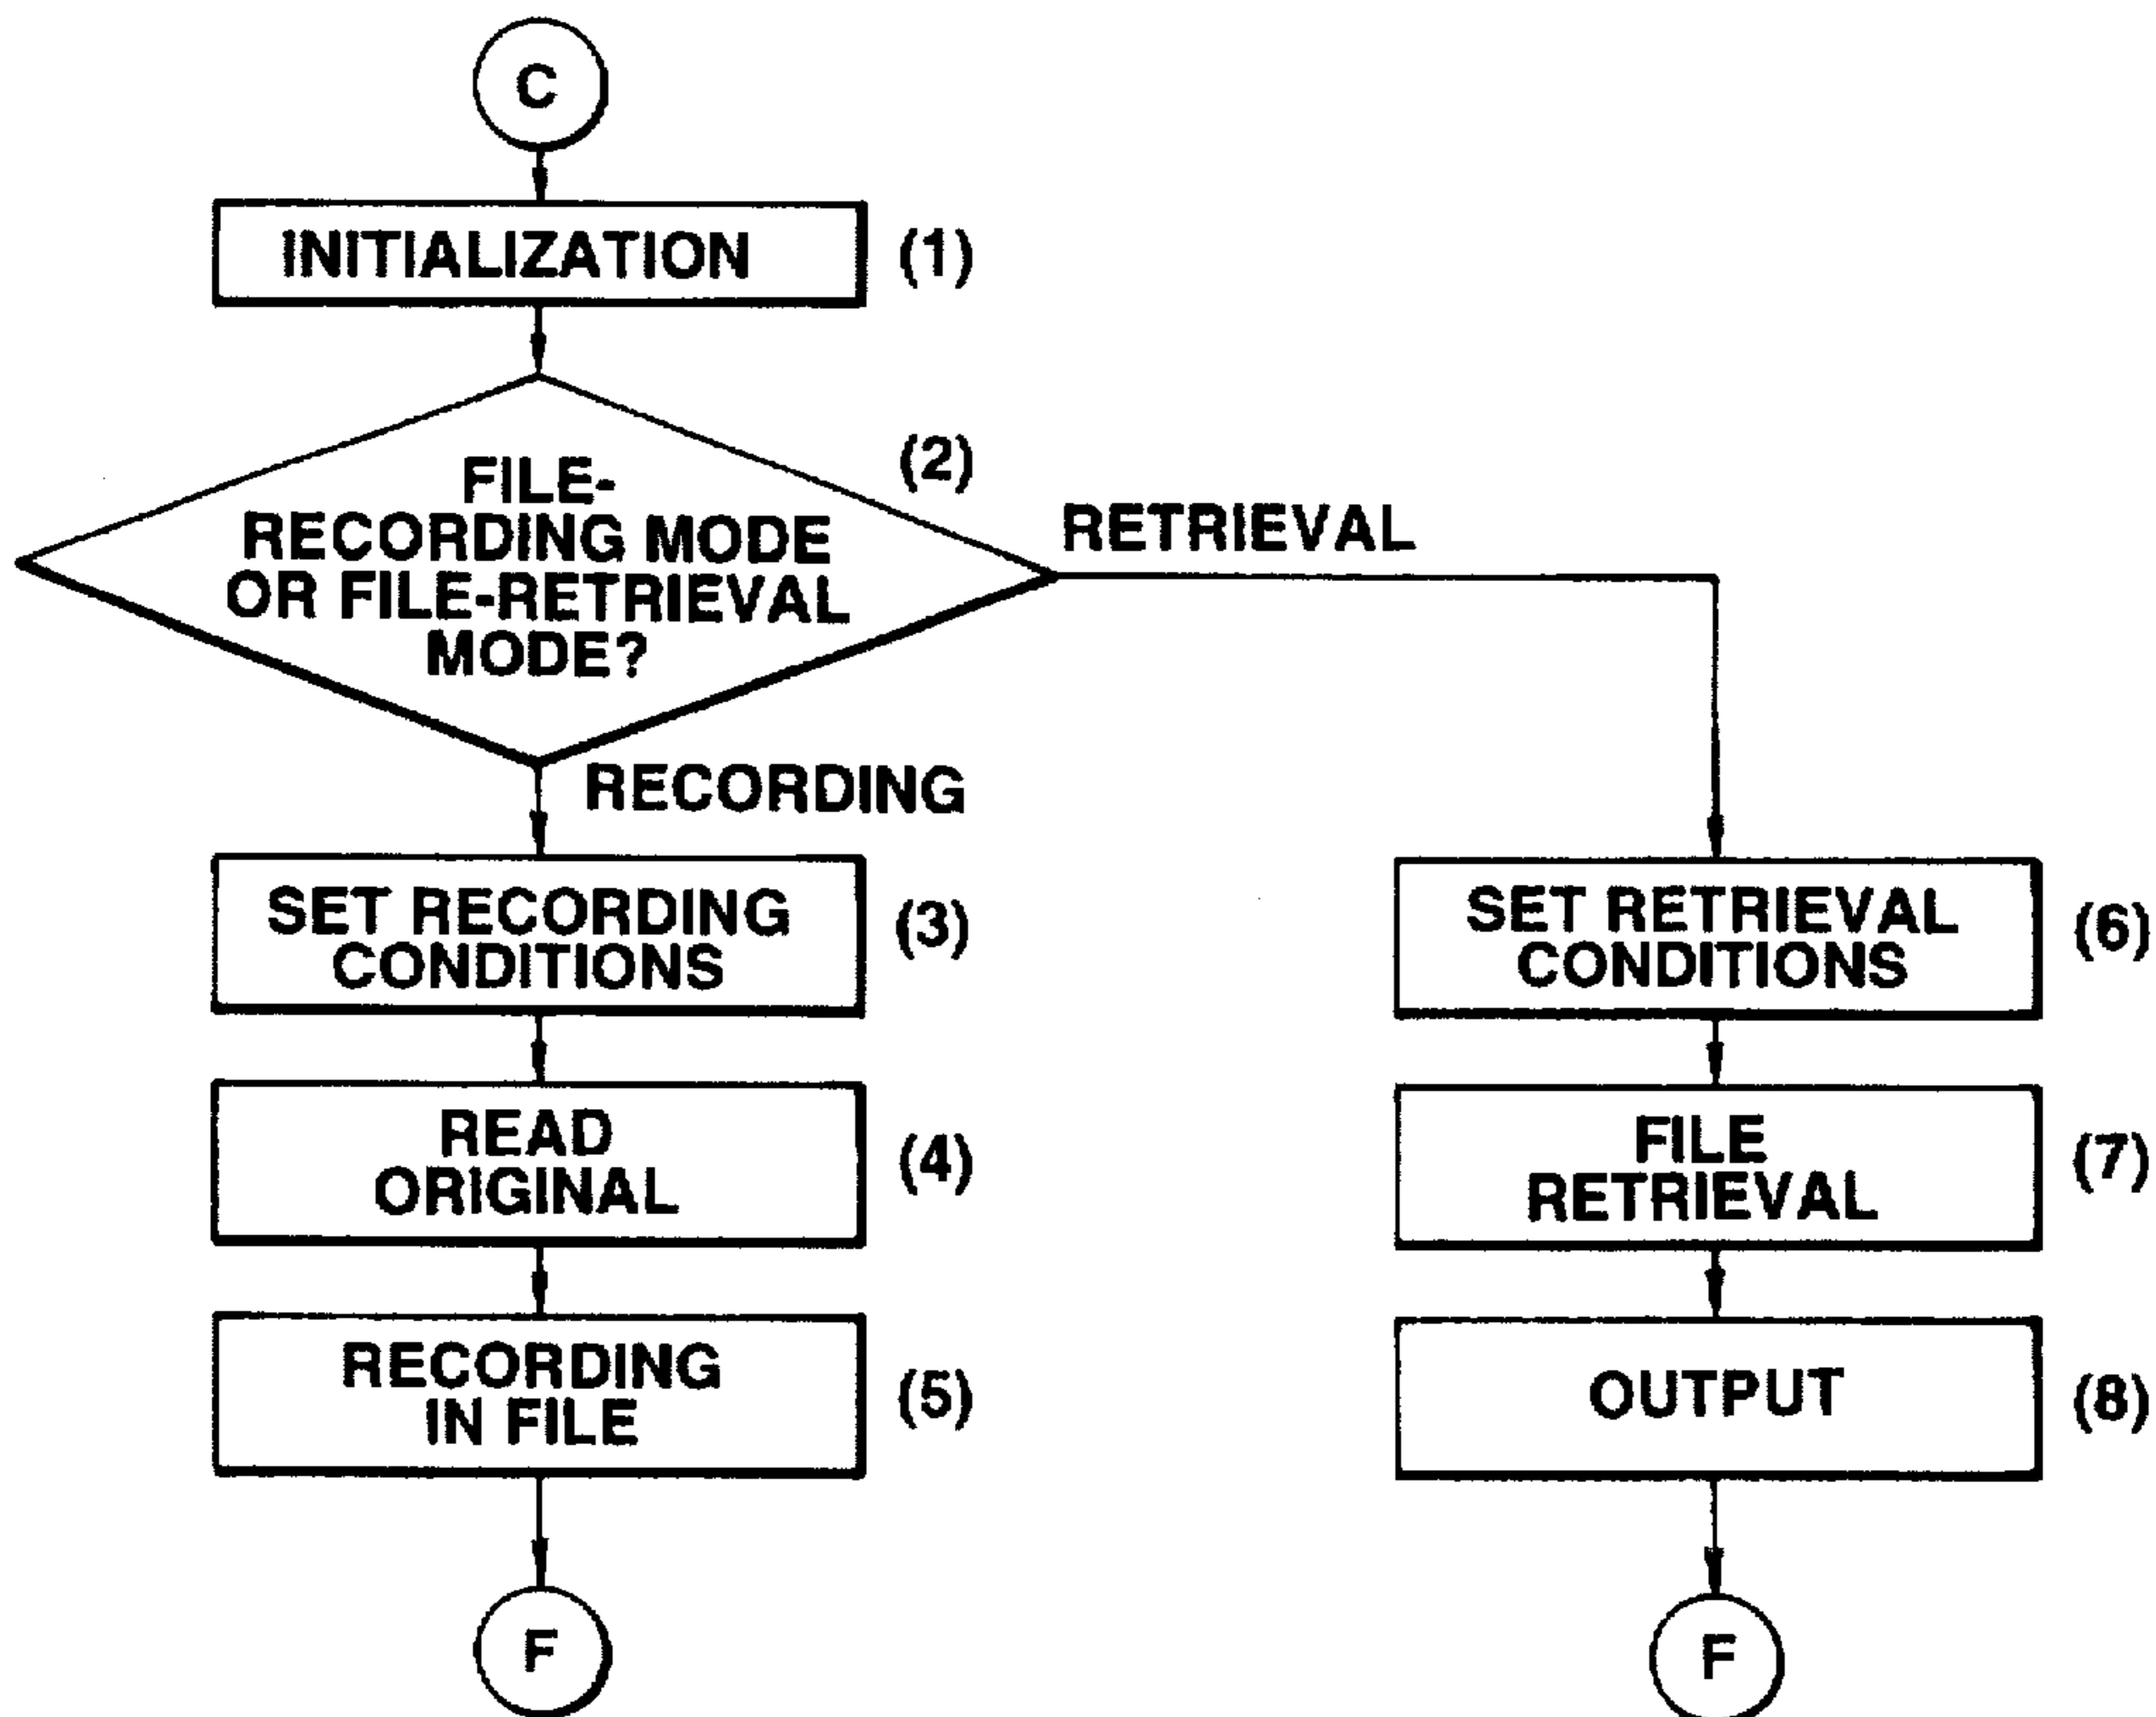 C
INITIALIZATION
(1)
FILE-
RECORDING MODE
OR FILE-RETRIEVAL
MODE?
(2)
RETRIEVAL
RECORDING
SET RECORDING
CONDITIONS
(3)
READ
ORIGINAL
(4)
RECORDING
IN FILE
(5)
F
SET RETRIEVAL
CONDITIONS
(6)
FILE
RETRIEVAL
(7)
OUTPUT
(8)
F